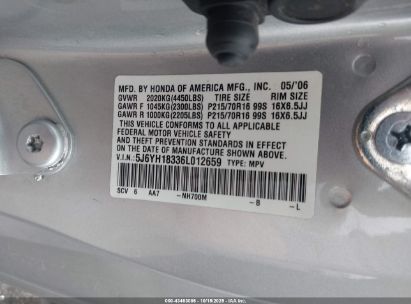 MFD. BY HONDA OF AMERICA MFG., INC. 05/'06
GVWR 2020KG(4450LBS) TIRE SIZE RIM SIZE
GAWR F 1045KG(2300LBS) P215/70R16 99S 16X6.5JJ
GAWR R 1000KG(2205LBS) P215/70R16 99S 16X6.5JJ
THIS VEHICLE CONFORMS TO ALL APPLICABLE
FEDERAL MOTOR VEHICLE SAFETY AND
THEFT PREVENTION STANDARDS IN EFFECT ON THE
DATE OF MANUFACTURE SHOWN ABOVE.
V.I.N.: 5J6YH18336L012659 TYPE: MPV
SCV 6 AA7 -NH700M -B -L